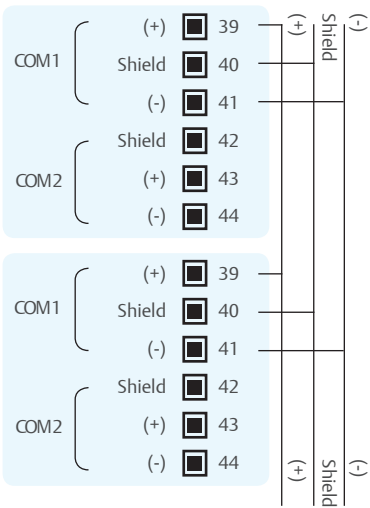 (+) 39
COM1 Shield 40
(-) 41
Shield 42
COM2 (+) 43
(-) 44
(+) Shield (-)
(+) 39
COM1 Shield 40
(-) 41
Shield 42
COM2 (+) 43
(-) 44
(+) Shield (-)